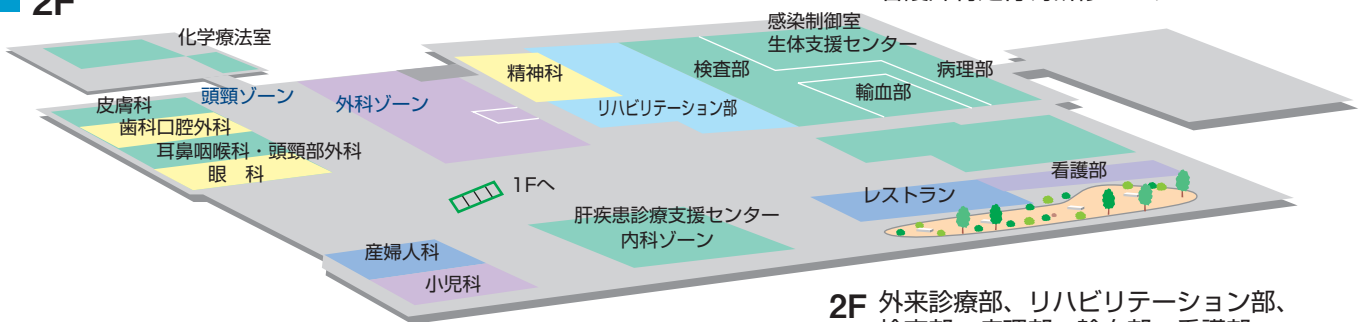 2F
化学療法室
感染制御室
生体支援センター
精神科
検査部
病理部
輸血部
皮膚科
頭頸ゾーン
外科ゾーン
リハビリテーション部
歯科口腔外科
耳鼻咽喉科・頭頸部外科
眼　科
1Fへ
看護部
レストラン
肝疾患診療支援センター
内科ゾーン
産婦人科
小児科
2F 外来診療部、リハビリテーション部、